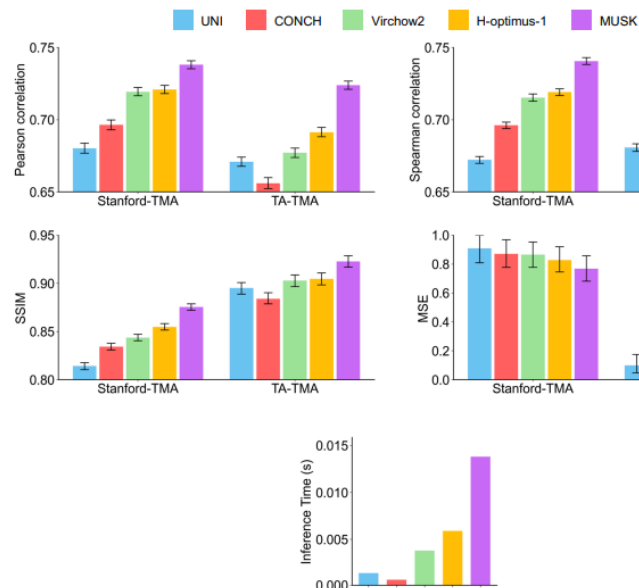 UNI CONCH Virchow2 H-optimus-1 MUSK
Pearson correlation
0.75
0.70
0.65
Stanford-TMA TA-TMA
Spearman correlation
0.75
0.70
0.65
Stanford-TMA
SSIM
0.95
0.90
0.85
0.80
Stanford-TMA TA-TMA
MSE
1.0
0.8
0.6
0.4
0.2
0.0
Stanford-TMA
Inference Time (s)
0.015
0.010
0.005
0.000